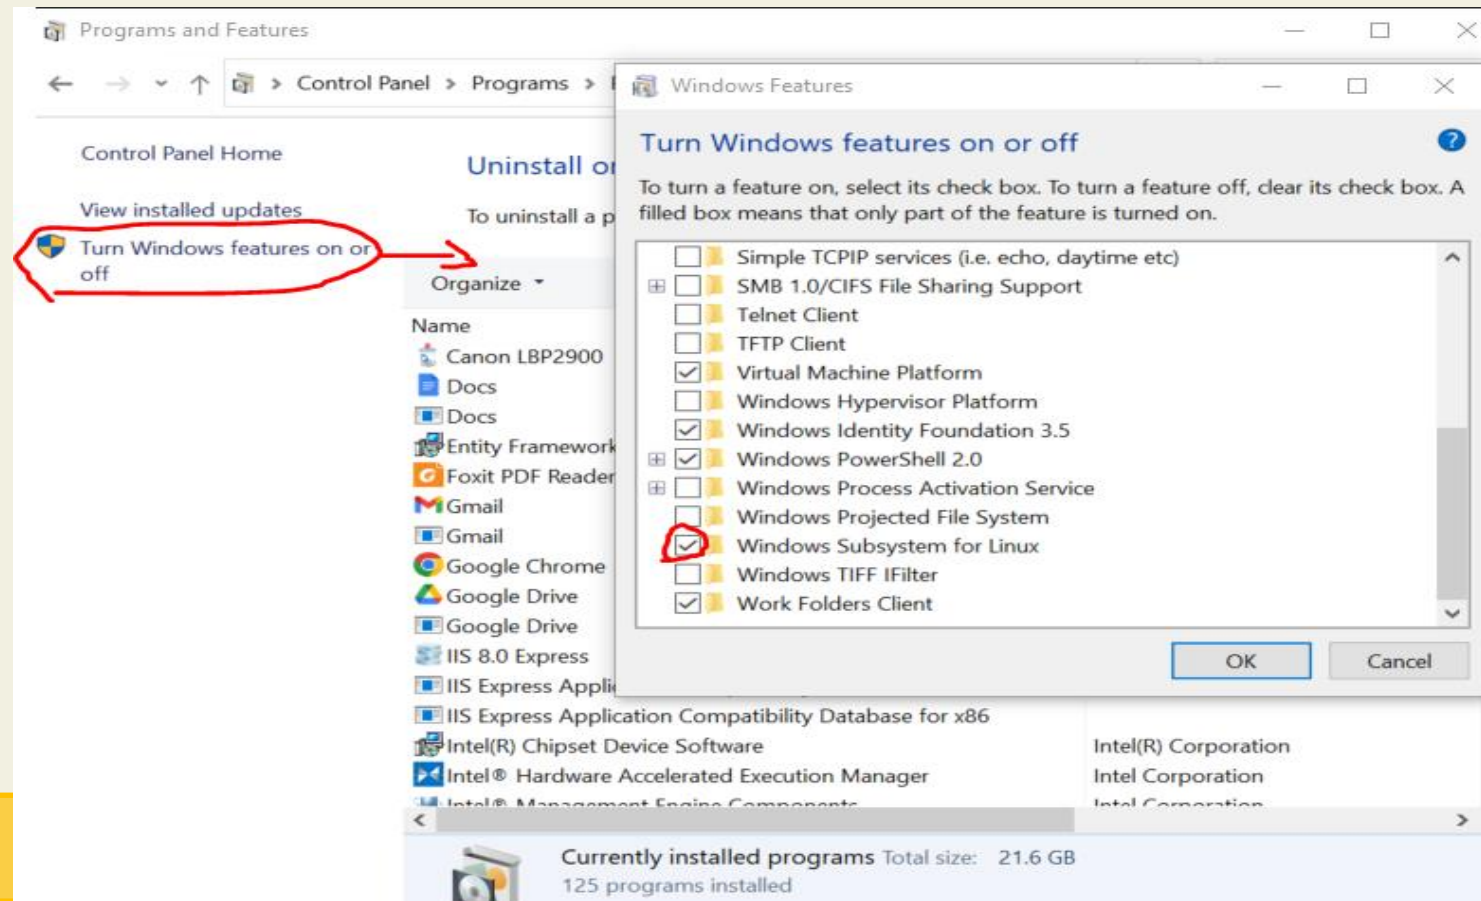 Programs and Features
Control Panel > Programs >
Control Panel Home
View installed updates
Turn Windows features on or
off
Uninstall or
To uninstall a p
Organize
Name
Canon LBP2900
Docs
Docs
Entity Framework
Foxit PDF Reader
Gmail
Gmail
Google Chrome
Google Drive
Google Drive
IIS 8.0 Express
IIS Express Appli
IIS Express Application Compatibility Database for x86
Intel(R) Chipset Device Software Intel(R) Corporation
Intel® Hardware Accelerated Execution Manager Intel Corporation
Intel® Management Engine Components Intel Corporation
Currently installed programs Total size: 21.6 GB
125 programs installed
Windows Features
Turn Windows features on or off
To turn a feature on, select its check box. To turn a feature off, clear its check box. A
filled box means that only part of the feature is turned on.
Simple TCPIP services (i.e. echo, daytime etc)
SMB 1.0/CIFS File Sharing Support
Telnet Client
TFTP Client
Virtual Machine Platform
Windows Hypervisor Platform
Windows Identity Foundation 3.5
Windows PowerShell 2.0
Windows Process Activation Service
Windows Projected File System
Windows Subsystem for Linux
Windows TIFF IFilter
Work Folders Client
OK Cancel